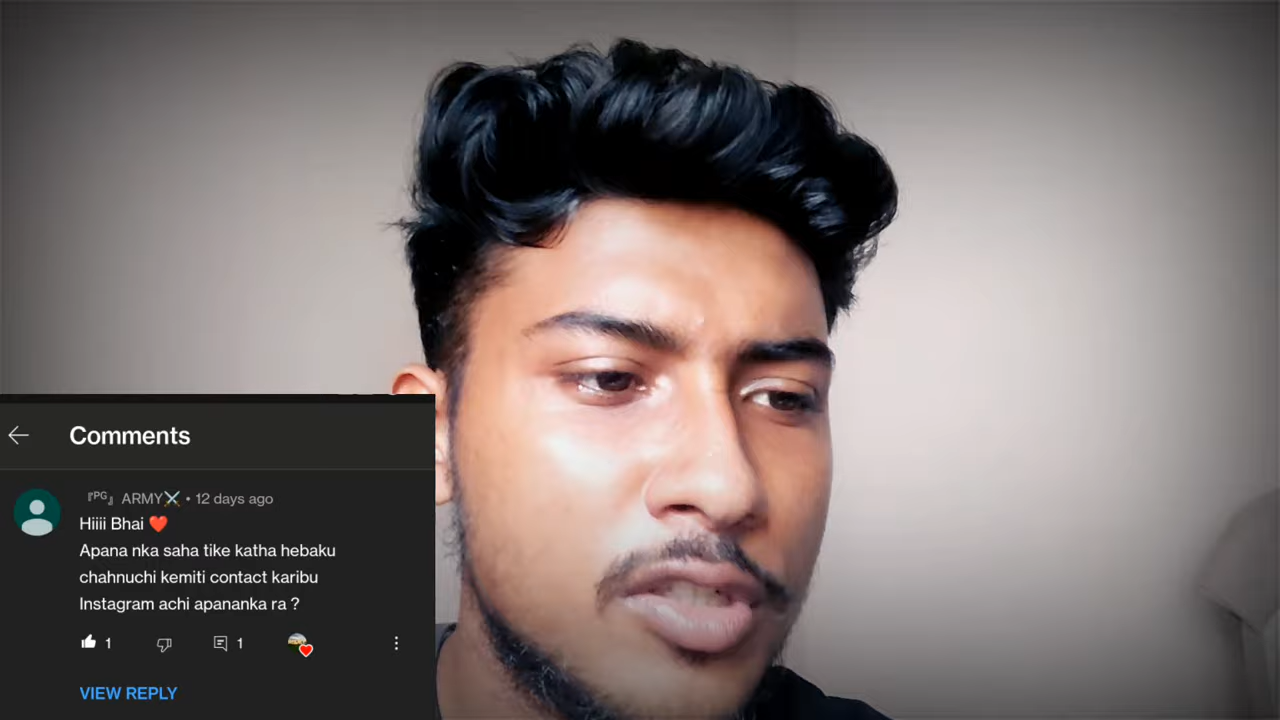 Comments
『ᴾᴳ』 ARMY⚔️ • 12 days ago
Hiiii Bhai ❤️
Apana nka saha tike katha hebaku
chahnuchi kemiti contact karibu
Instagram achi apananka ra ?
1
1
VIEW REPLY